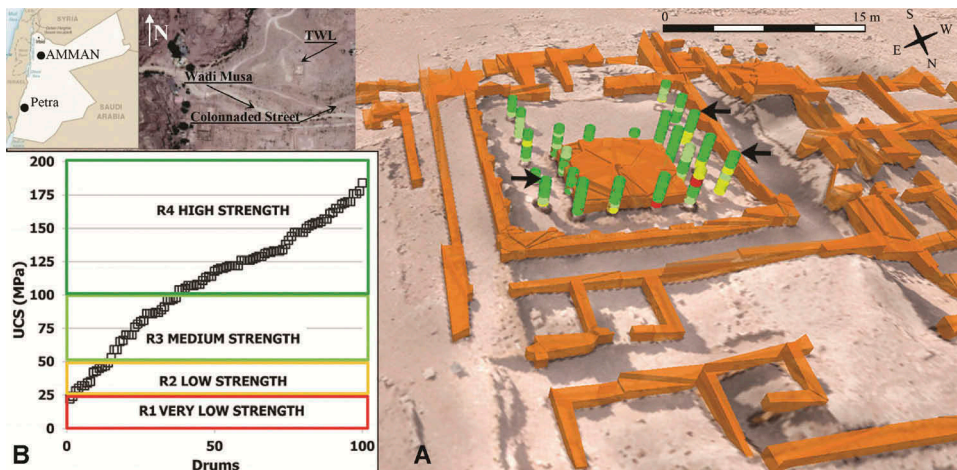 SYRIA
AMMAN
Petra
SAUDI
ARABIA
N
TWL
Wadi Musa
Colonnaded Street
0
15 m
S
W
E
N
A
200
175
150
125
100
75
50
25
0
UCS (MPa)
R4 HIGH STRENGTH
R3 MEDIUM STRENGTH
R2 LOW STRENGTH
R1 VERY LOW STRENGTH
0
50
100
Drums
B